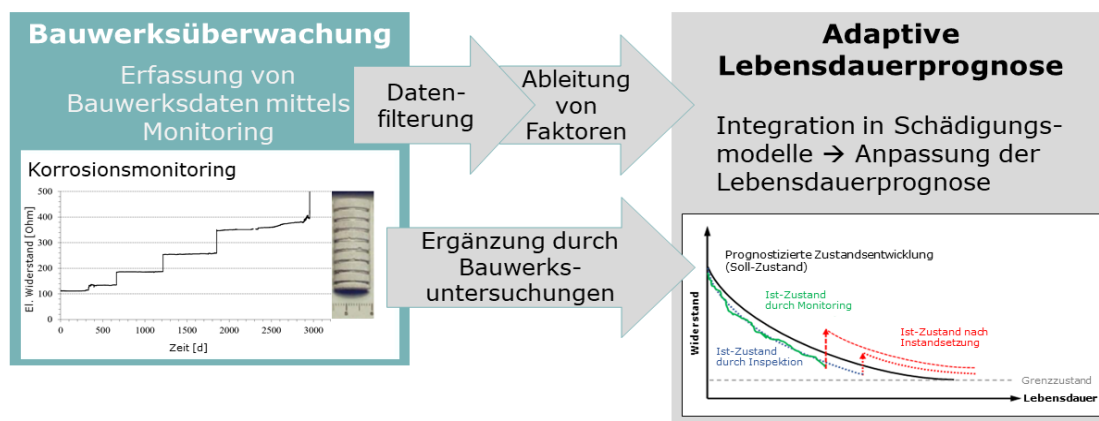 Bauwerksüberwachung
Erfassung von
Bauwerksdaten mittels
Monitoring
Korrosionsmonitoring
El. Widerstand [Ohm]
500
400
300
200
100
0
0
500
1000
1500
2000
2500
3000
Zeit [d]
Daten-
filterung
Ableitung
von
Faktoren
Ergänzung durch
Bauwerks-
untersuchungen
Adaptive
Lebensdauerprognose
Integration in Schädigungs-
modelle → Anpassung der
Lebensdauerprognose
Widerstand
Prognostizierte Zustandsentwicklung
(Soll-Zustand)
Ist-Zustand
durch Monitoring
Ist-Zustand nach
Instandsetzung
Ist-Zustand
durch Inspektion
Grenzzustand
Lebensdauer